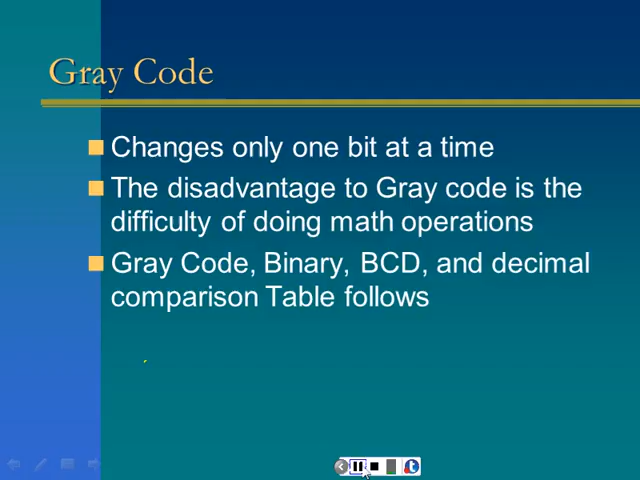 Gray Code
Changes only one bit at a time
The disadvantage to Gray code is the
difficulty of doing math operations
Gray Code, Binary, BCD, and decimal
comparison Table follows